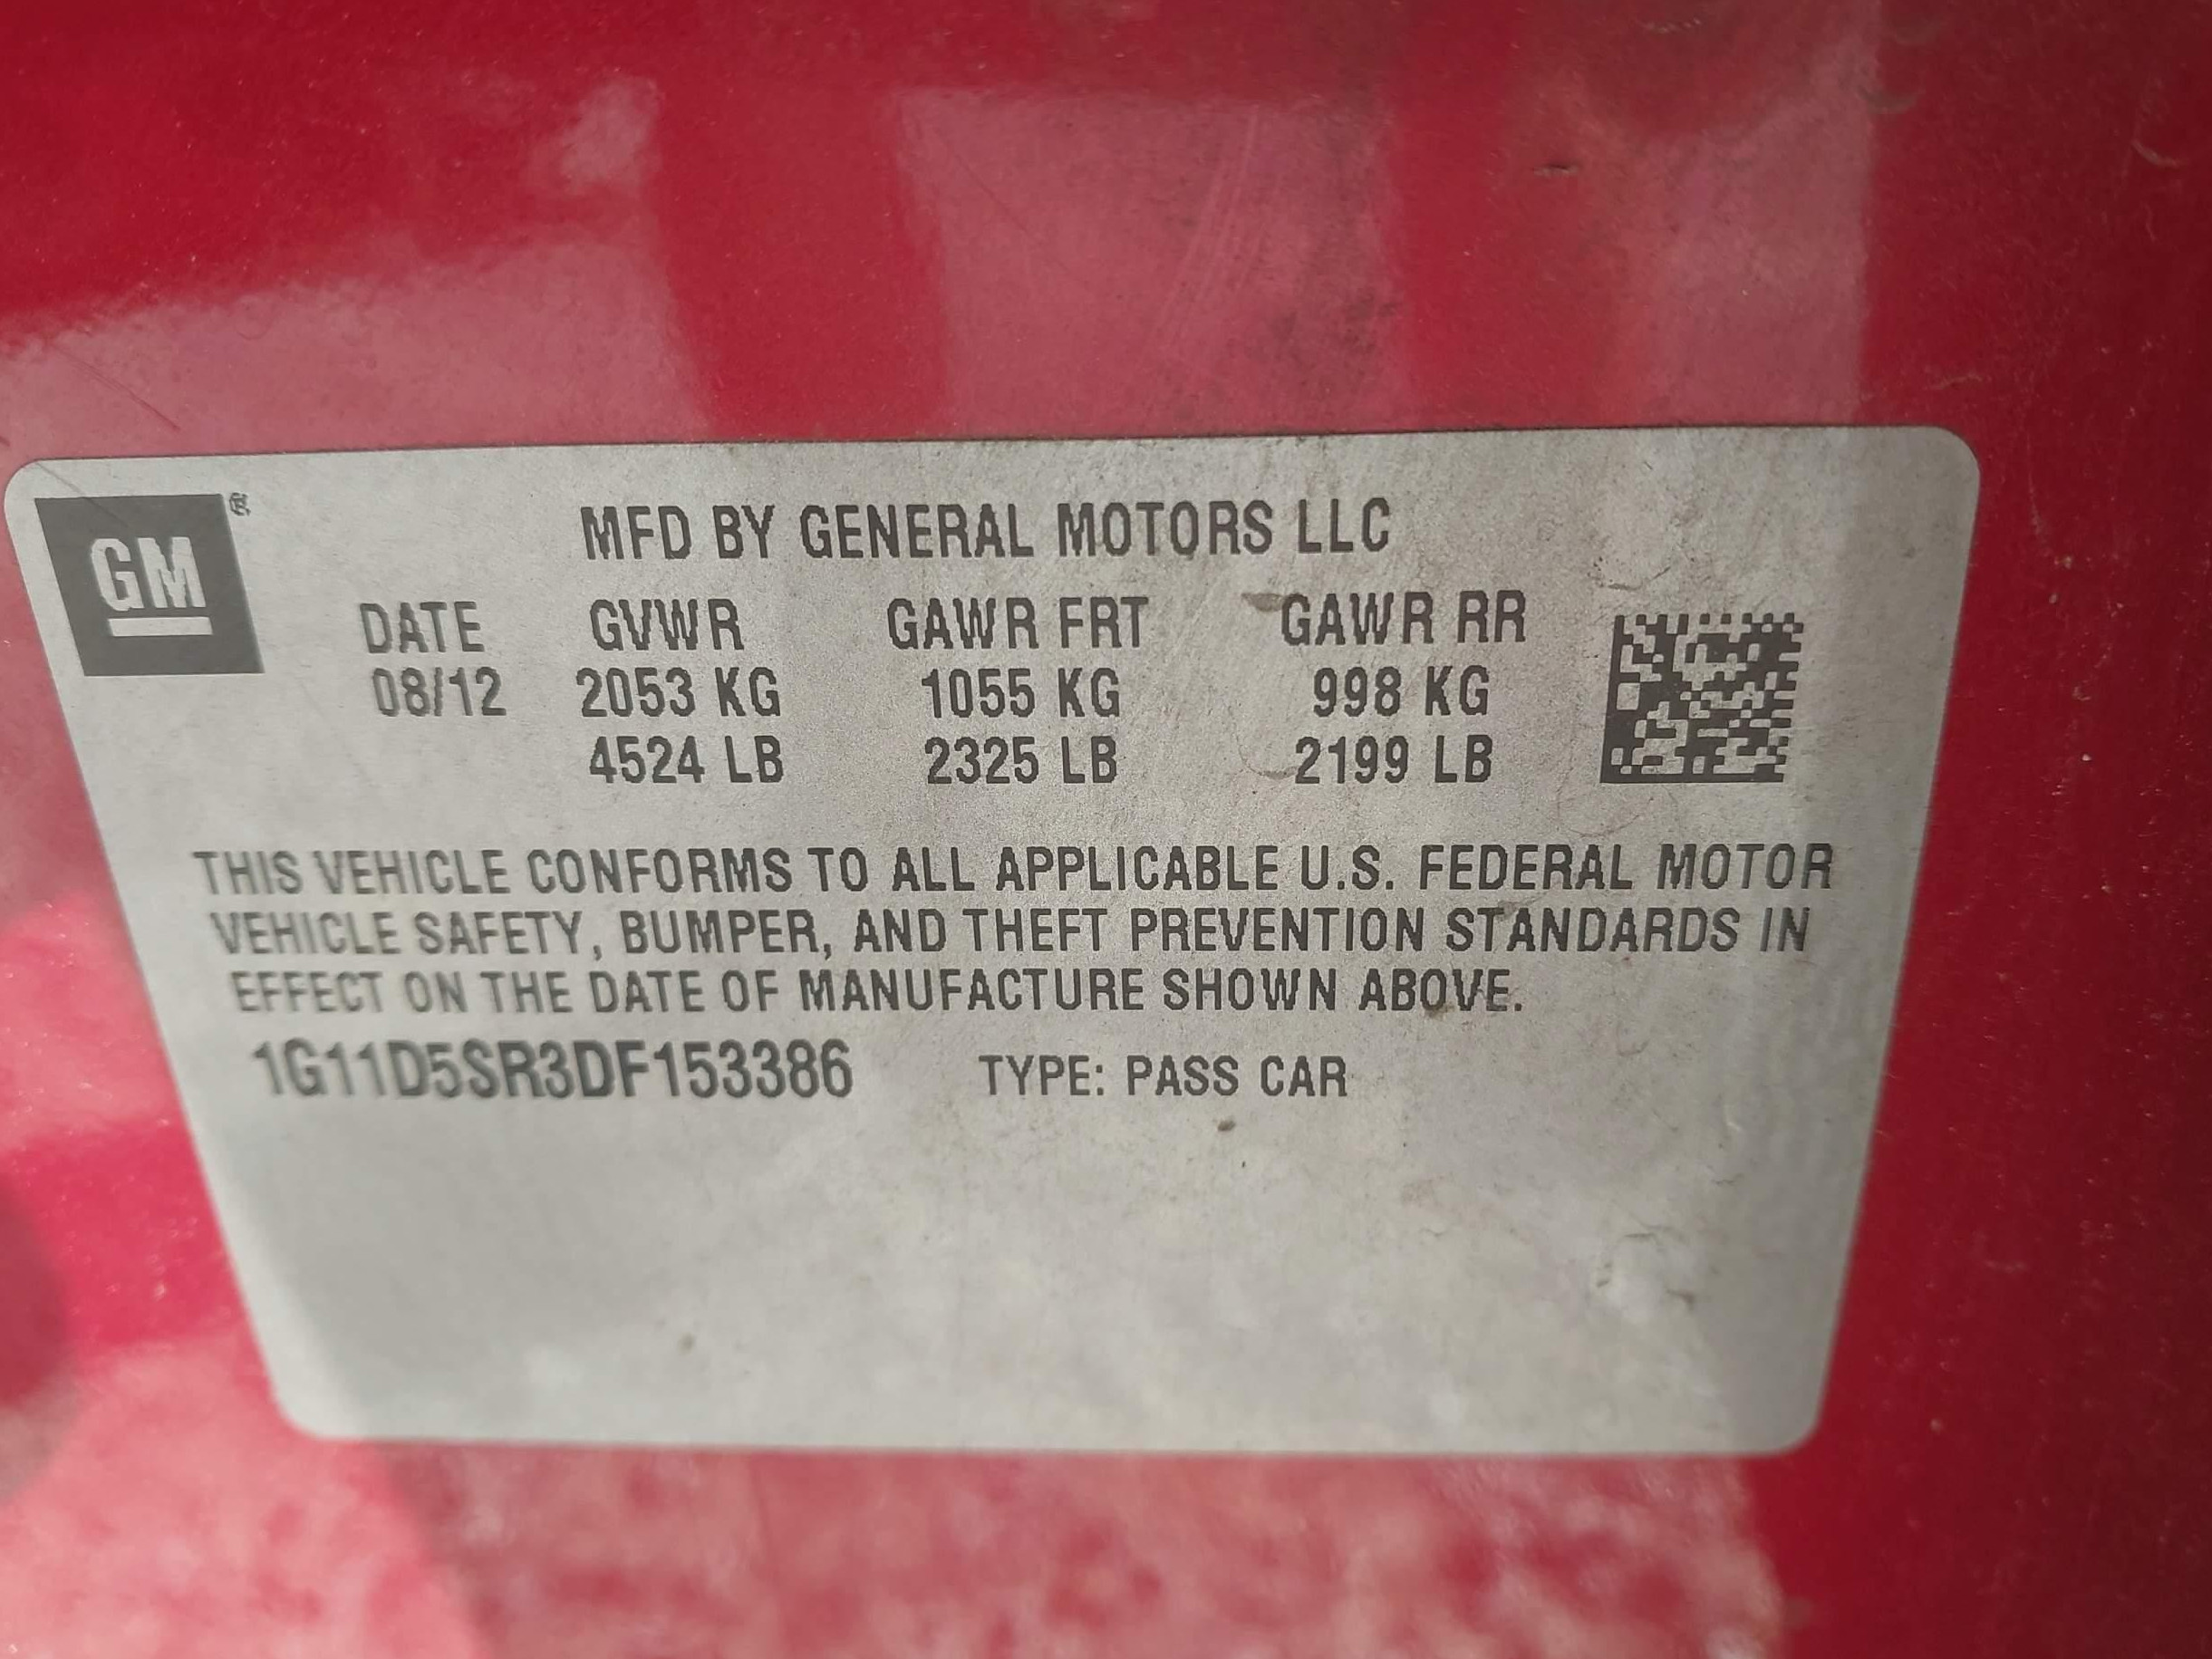 GM ®
MFD BY GENERAL MOTORS LLC
DATE GVWR GAWR FRT GAWR RR
08/12 2053 KG 1055 KG 998 KG
4524 LB 2325 LB 2199 LB
THIS VEHICLE CONFORMS TO ALL APPLICABLE U.S. FEDERAL MOTOR
VEHICLE SAFETY, BUMPER, AND THEFT PREVENTION STANDARDS IN
EFFECT ON THE DATE OF MANUFACTURE SHOWN ABOVE.
1G11D5SR3DF153386 TYPE: PASS CAR